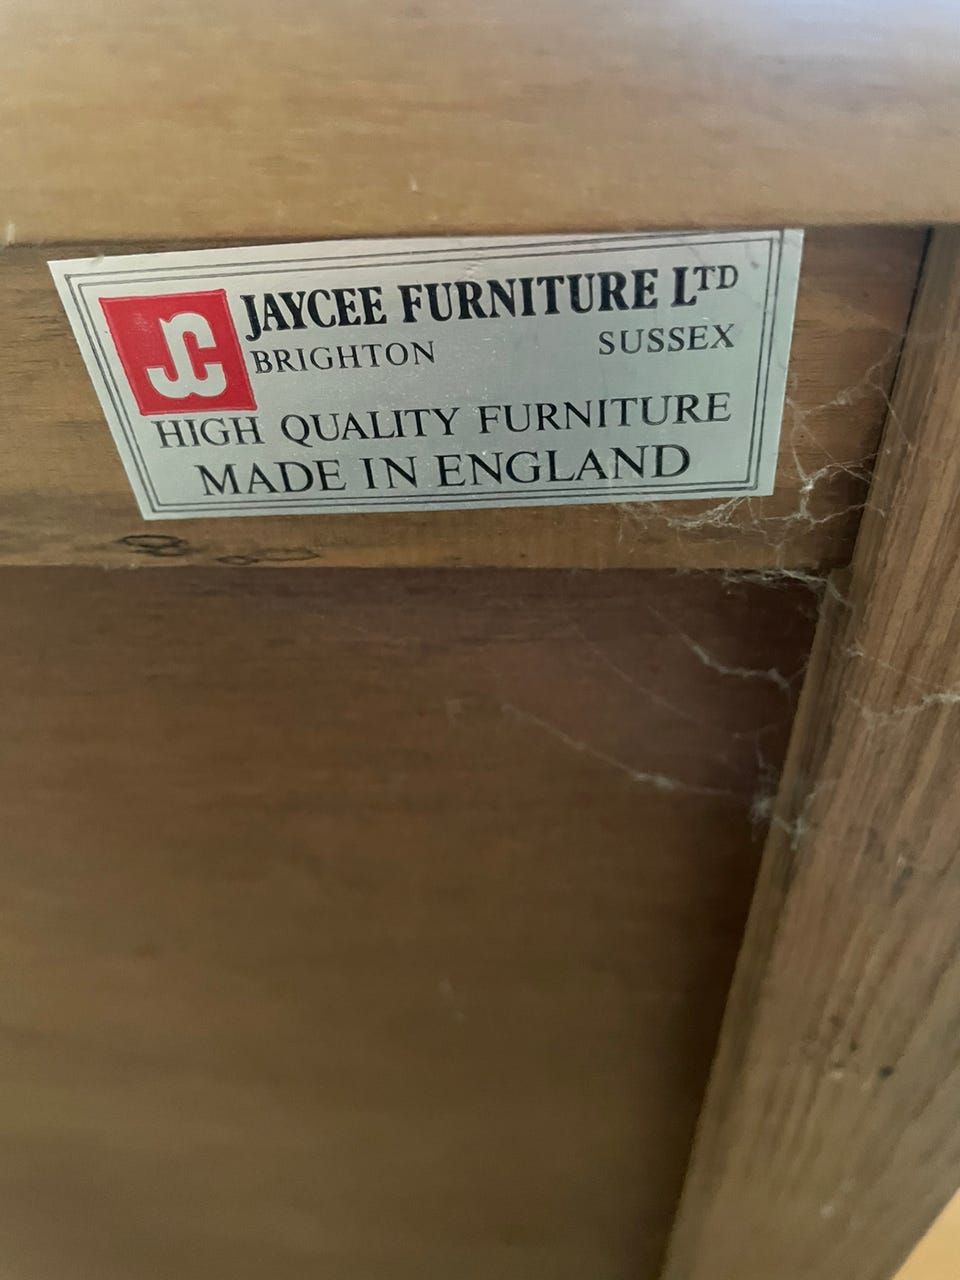 JC
JAYCEE FURNITURE LTD
BRIGHTON SUSSEX
HIGH QUALITY FURNITURE
MADE IN ENGLAND